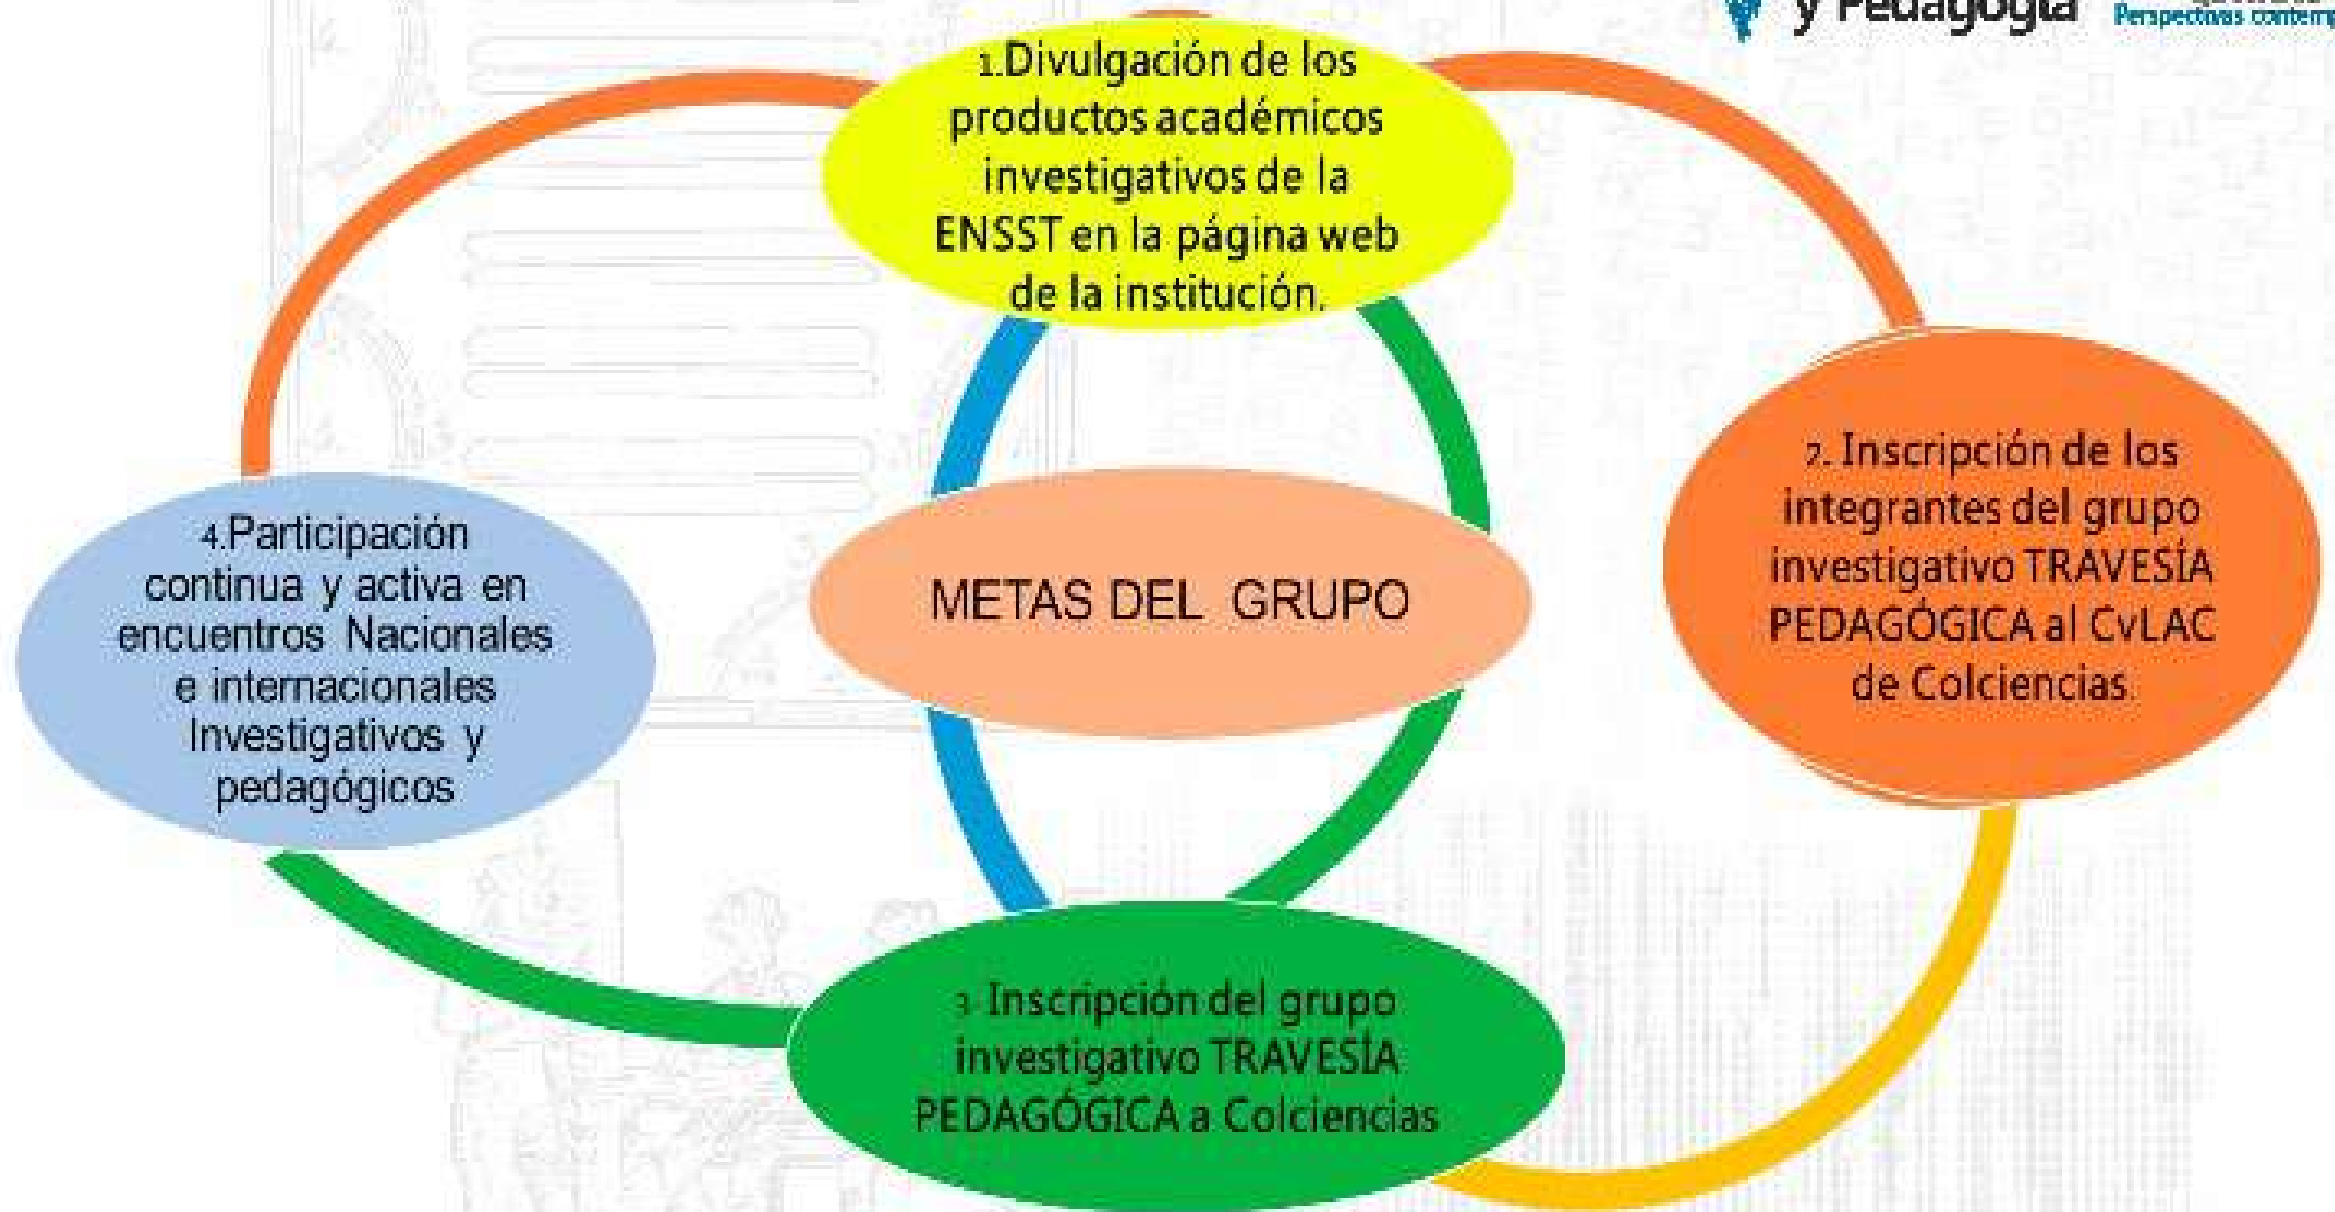 y Pedagogía
Perspectivas
1.Divulgación de los
productos académicos
investigativos de la
ENSST en la página web
de la institución.
2. Inscripción de los
integrantes del grupo
investigativo TRAVESÍA
PEDAGÓGICA al CvLAC
de Colciencias.
METAS DEL GRUPO
4.Participación
continua y activa en
encuentros Nacionales
e internacionales
Investigativos y
pedagógicos
3 Inscripción del grupo
investigativo TRAVESÍA
PEDAGÓGICA a Colciencias